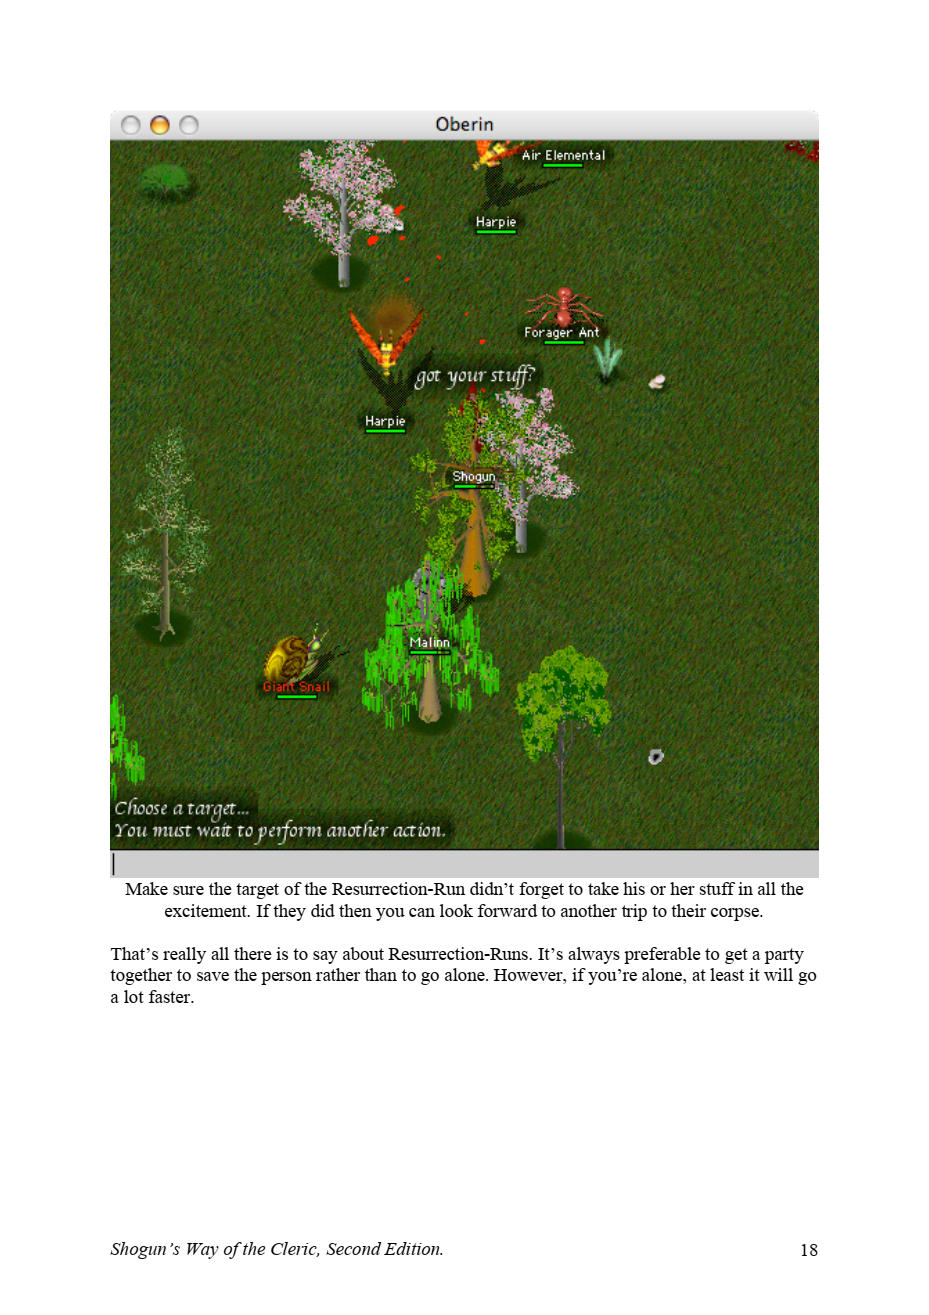 Oberin
Air Elemental
Harpie
Forager Ant
got your stuff?
Harpie
Shogun
Malinn
Giant Snail
Choose a target...
You must wait to perform another action.
Make sure the target of the Resurrection-Run didn’t forget to take his or her stuff in all the
excitement. If they did then you can look forward to another trip to their corpse.
That’s really all there is to say about Resurrection-Runs. It’s always preferable to get a party
together to save the person rather than to go alone. However, if you’re alone, at least it will go
a lot faster.
Shogun’s Way of the Cleric, Second Edition. 18